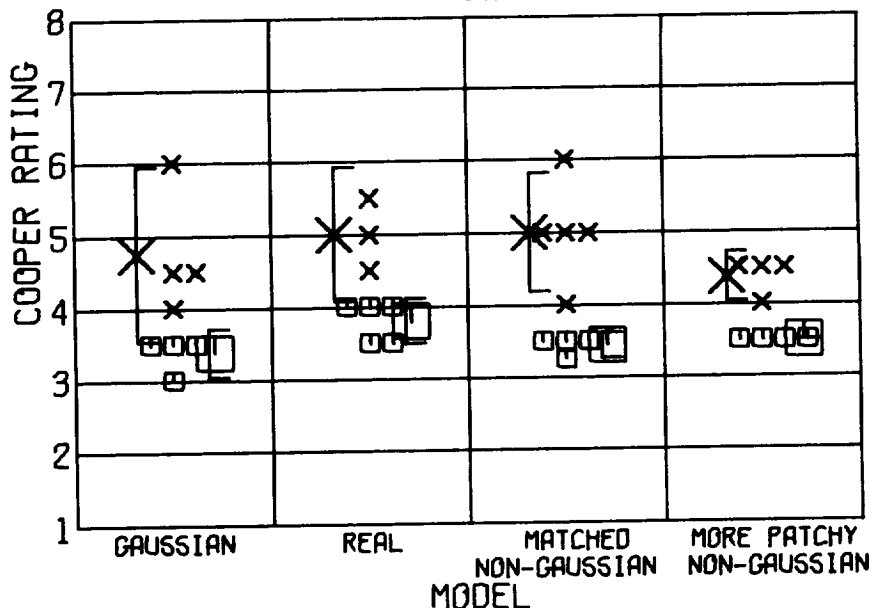 8
7
6
5
4
3
2
1
COOPER RATING
GAUSSIAN
REAL
MATCHED
NON-GAUSSIAN
MORE PATCHY
NON-GAUSSIAN
MODEL